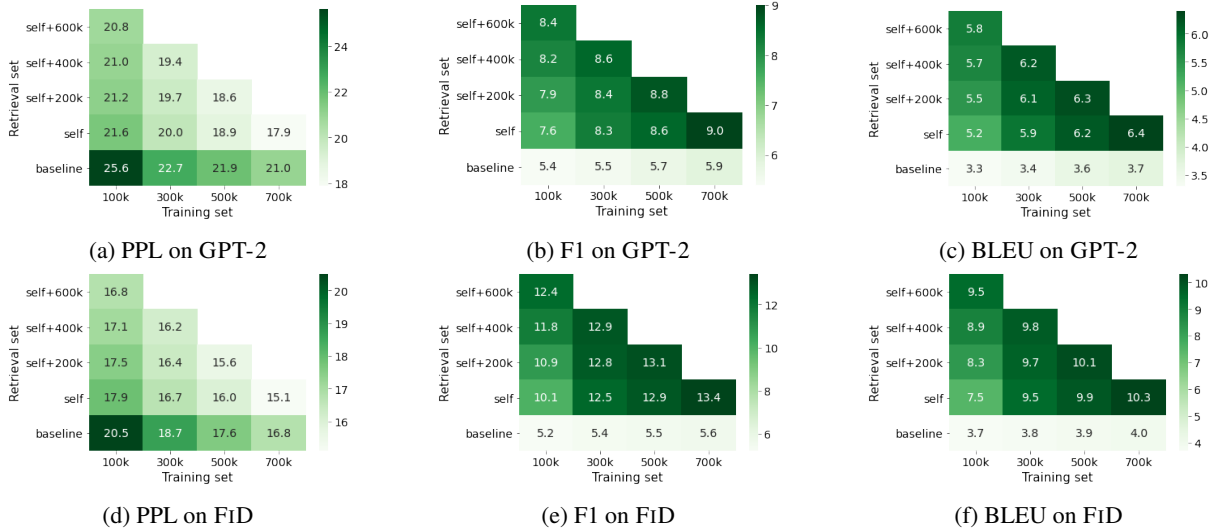 self+600k 20.8
self+400k 21.0 19.4
self+200k 21.2 19.7 18.6
self 21.6 20.0 18.9 17.9
baseline 25.6 22.7 21.9 21.0
100k 300k 500k 700k
Training set
Retrieval set
24
22
20
18
(a) PPL on GPT-2
self+600k 8.4
self+400k 8.2 8.6
self+200k 7.9 8.4 8.8
self 7.6 8.3 8.6 9.0
baseline 5.4 5.5 5.7 5.9
100k 300k 500k 700k
Training set
Retrieval set
9
8
7
6
(b) F1 on GPT-2
self+600k 5.8
self+400k 5.7 6.2
self+200k 5.5 6.1 6.3
self 5.2 5.9 6.2 6.4
baseline 3.3 3.4 3.6 3.7
100k 300k 500k 700k
Training set
Retrieval set
6.0
5.5
5.0
4.5
4.0
3.5
(c) BLEU on GPT-2
self+600k 16.8
self+400k 17.1 16.2
self+200k 17.5 16.4 15.6
self 17.9 16.7 16.0 15.1
baseline 20.5 18.7 17.6 16.8
100k 300k 500k 700k
Training set
Retrieval set
20
19
18
17
16
(d) PPL on FID
self+600k 12.4
self+400k 11.8 12.9
self+200k 10.9 12.8 13.1
self 10.1 12.5 12.9 13.4
baseline 5.2 5.4 5.5 5.6
100k 300k 500k 700k
Training set
Retrieval set
12
10
8
6
(e) F1 on FID
self+600k 9.5
self+400k 8.9 9.8
self+200k 8.3 9.7 10.1
self 7.5 9.5 9.9 10.3
baseline 3.7 3.8 3.9 4.0
100k 300k 500k 700k
Training set
Retrieval set
10
9
8
7
6
5
4
(f) BLEU on FID